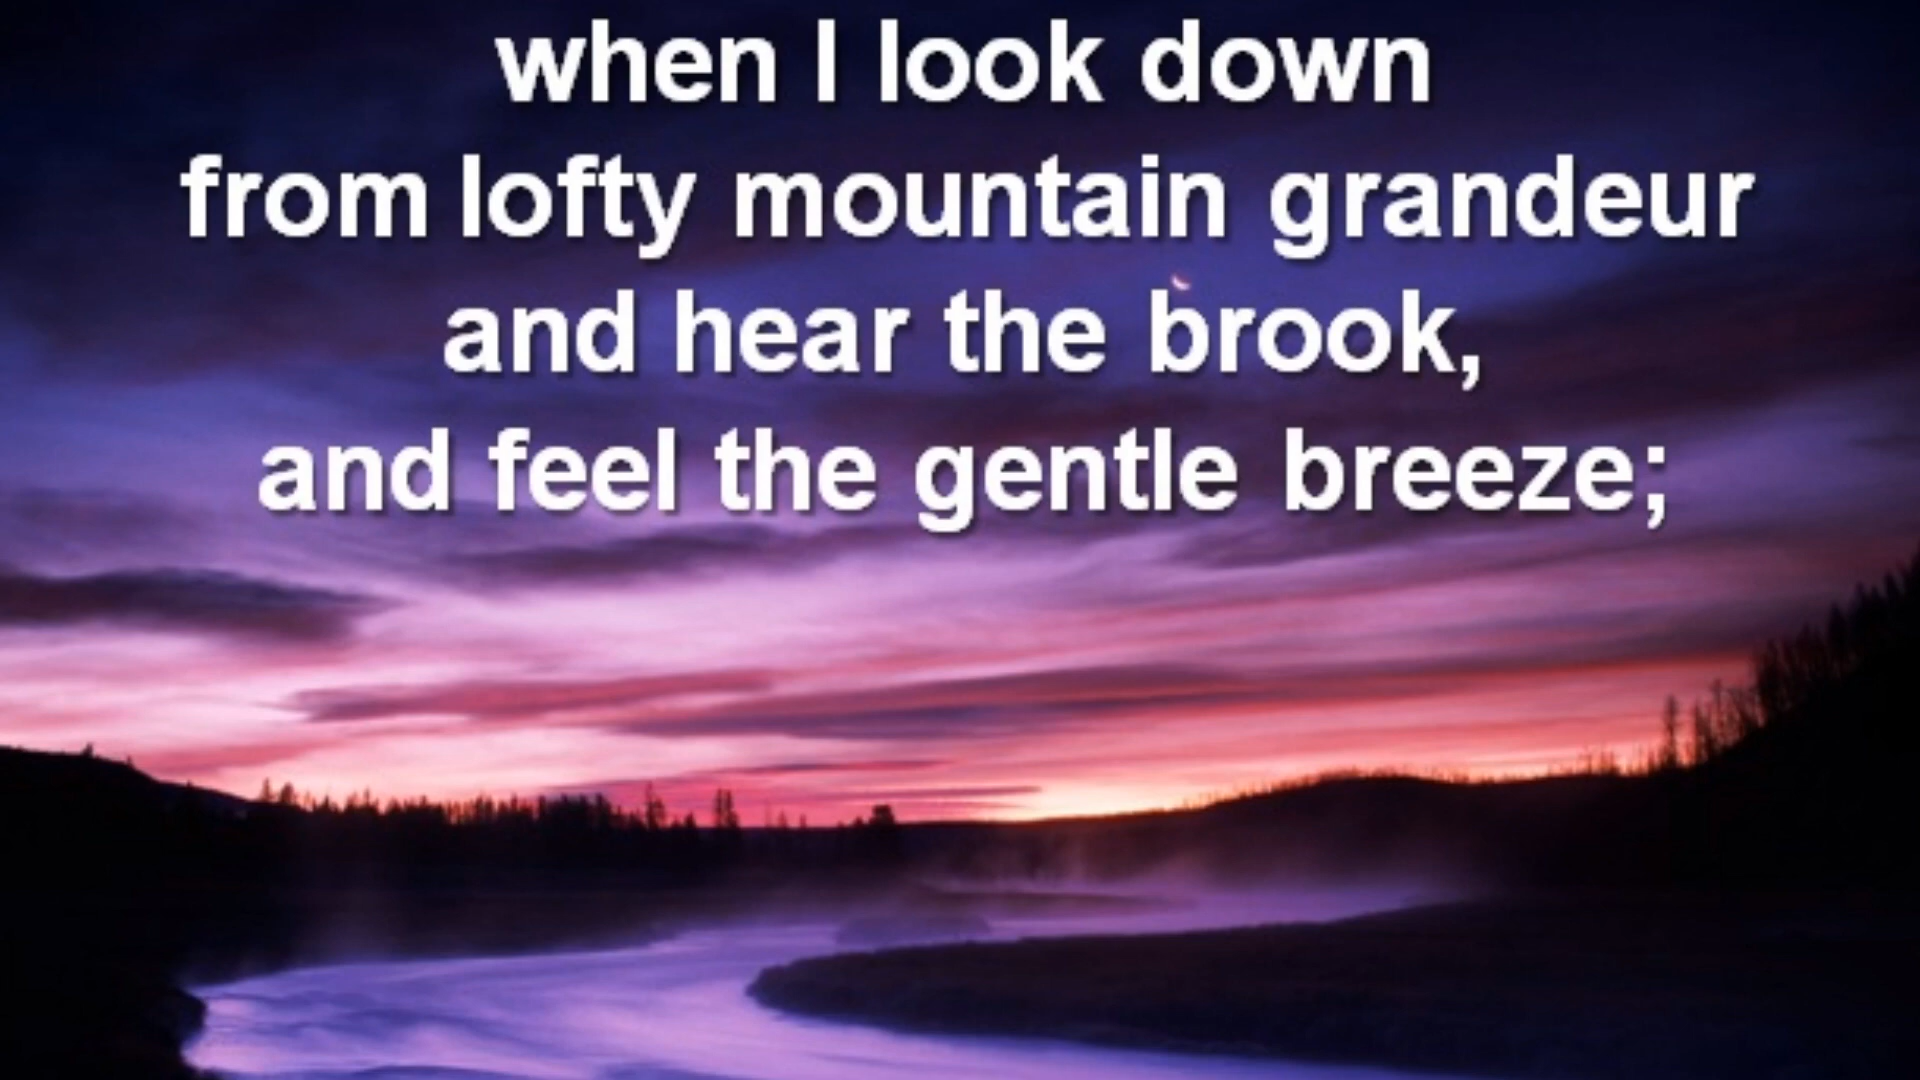 when I look down
from lofty mountain grandeur
and hear the brook,
and feel the gentle breeze;